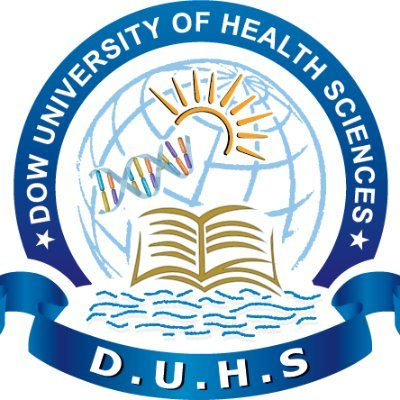 DOW UNIVERSITY OF HEALTH SCIENCES
D.U.H.S